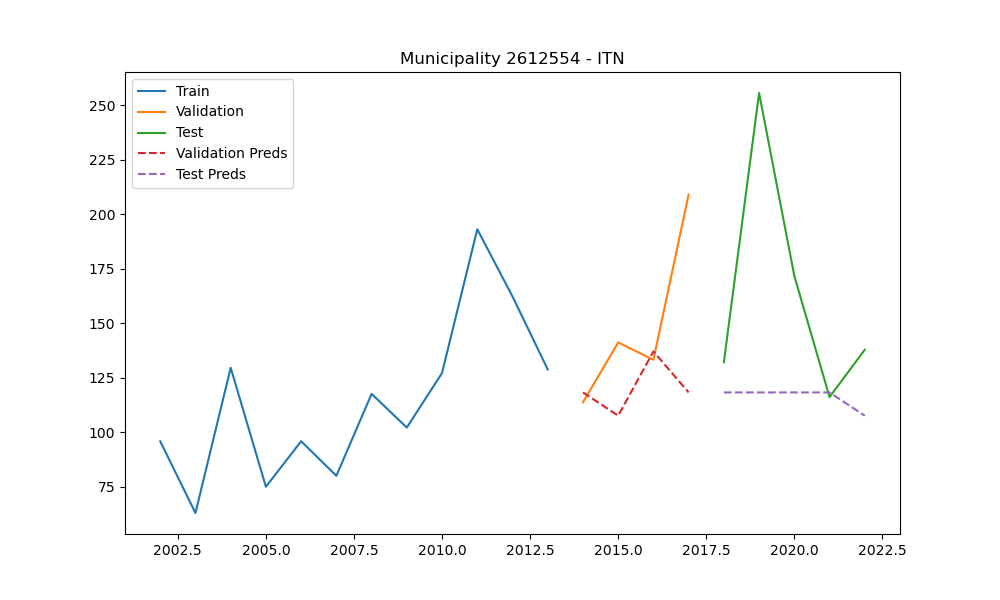 Municipality 2612554 - ITN
Train
Validation
Test
Validation Preds
Test Preds
250
225
200
175
150
125
100
75
2002.5 2005.0 2007.5 2010.0 2012.5 2015.0 2017.5 2020.0 2022.5